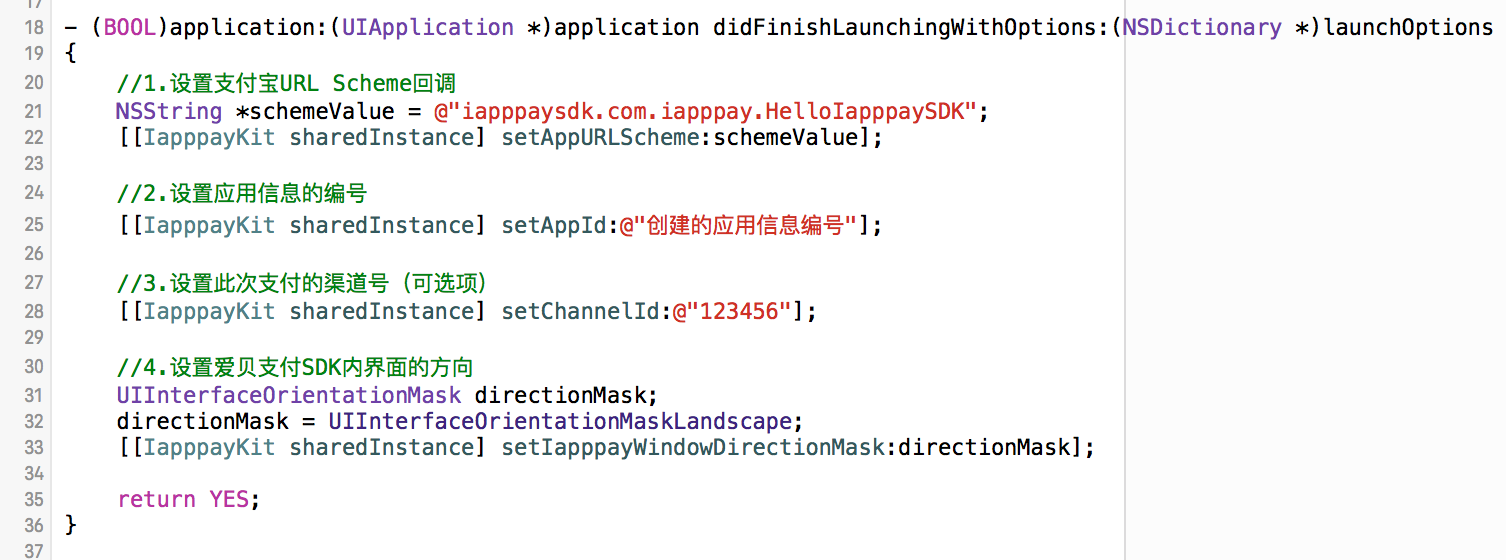 17
18 - (BOOL)application:(UIApplication *)application didFinishLaunchingWithOptions:(NSDictionary *)launchOptions
19 {
20 //1.设置支付宝URL Scheme回调
21 NSString *schemeValue = @"iapppaysdk.com.iapppay.HelloIapppaySDK";
22 [[IapppayKit sharedInstance] setAppURLScheme:schemeValue];
23
24 //2.设置应用信息的编号
25 [[IapppayKit sharedInstance] setAppId:@"创建的应用信息编号"];
26
27 //3.设置此次支付的渠道号（可选项）
28 [[IapppayKit sharedInstance] setChannelId:@"123456"];
29
30 //4.设置爱贝支付SDK内界面的方向
31 UIInterfaceOrientationMask directionMask;
32 directionMask = UIInterfaceOrientationMaskLandscape;
33 [[IapppayKit sharedInstance] setIapppayWindowDirectionMask:directionMask];
34
35 return YES;
36 }
37